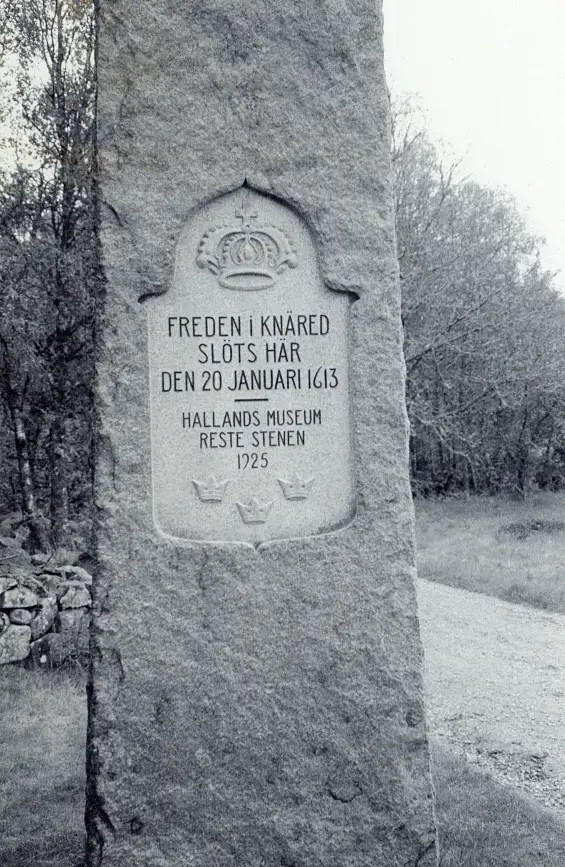 FREDEN i KNÄRED
SLÖTS HÄR
DEN 20 JANUARI 1613
HALLANDS MUSEUM
RESTE STENEN
1925